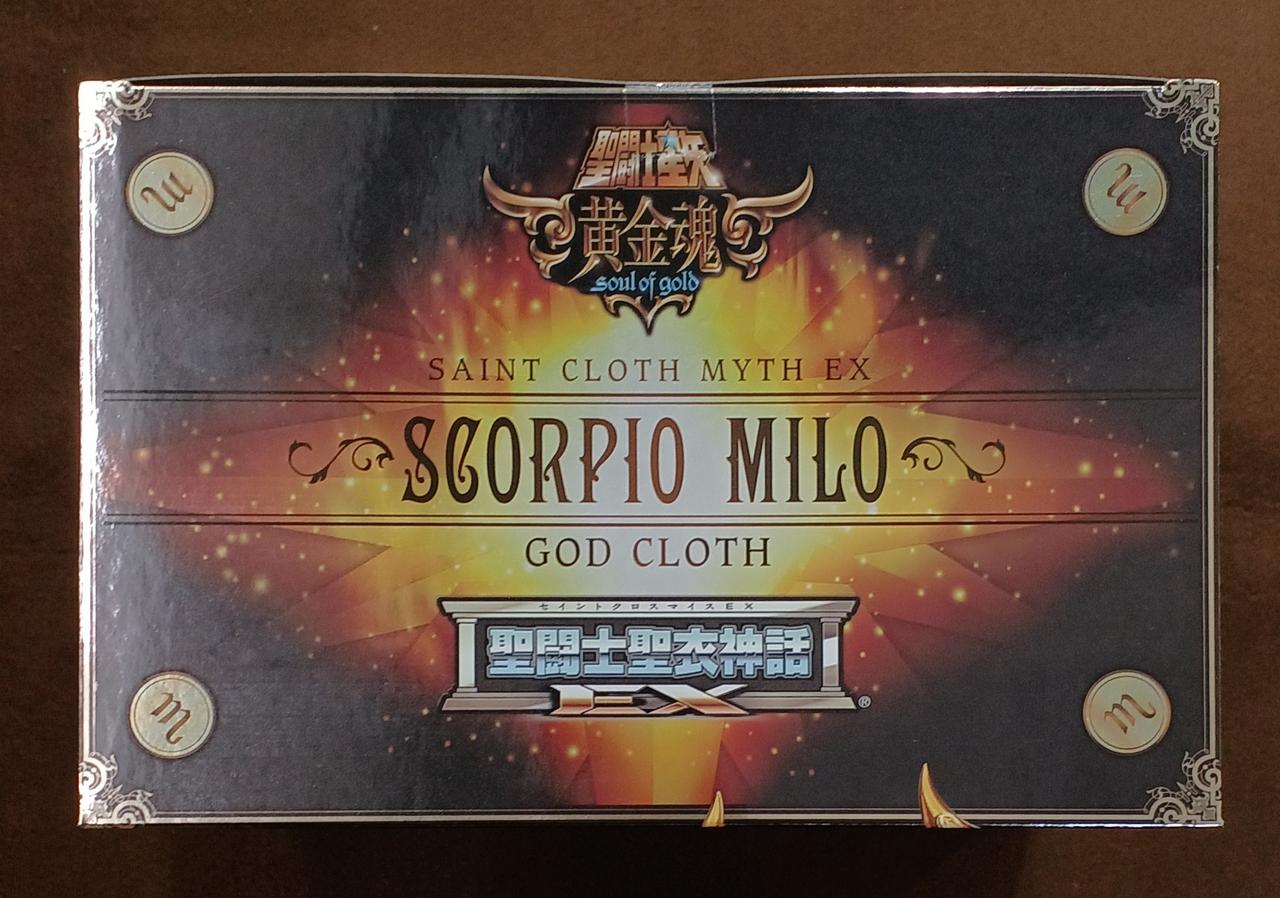 聖闘士星矢
黄金魂
soul of gold
SAINT CLOTH MYTH EX
SCORPIO MILO
GOD CLOTH
セイントクロスマイスEX
聖闘士聖衣神話
EX
®